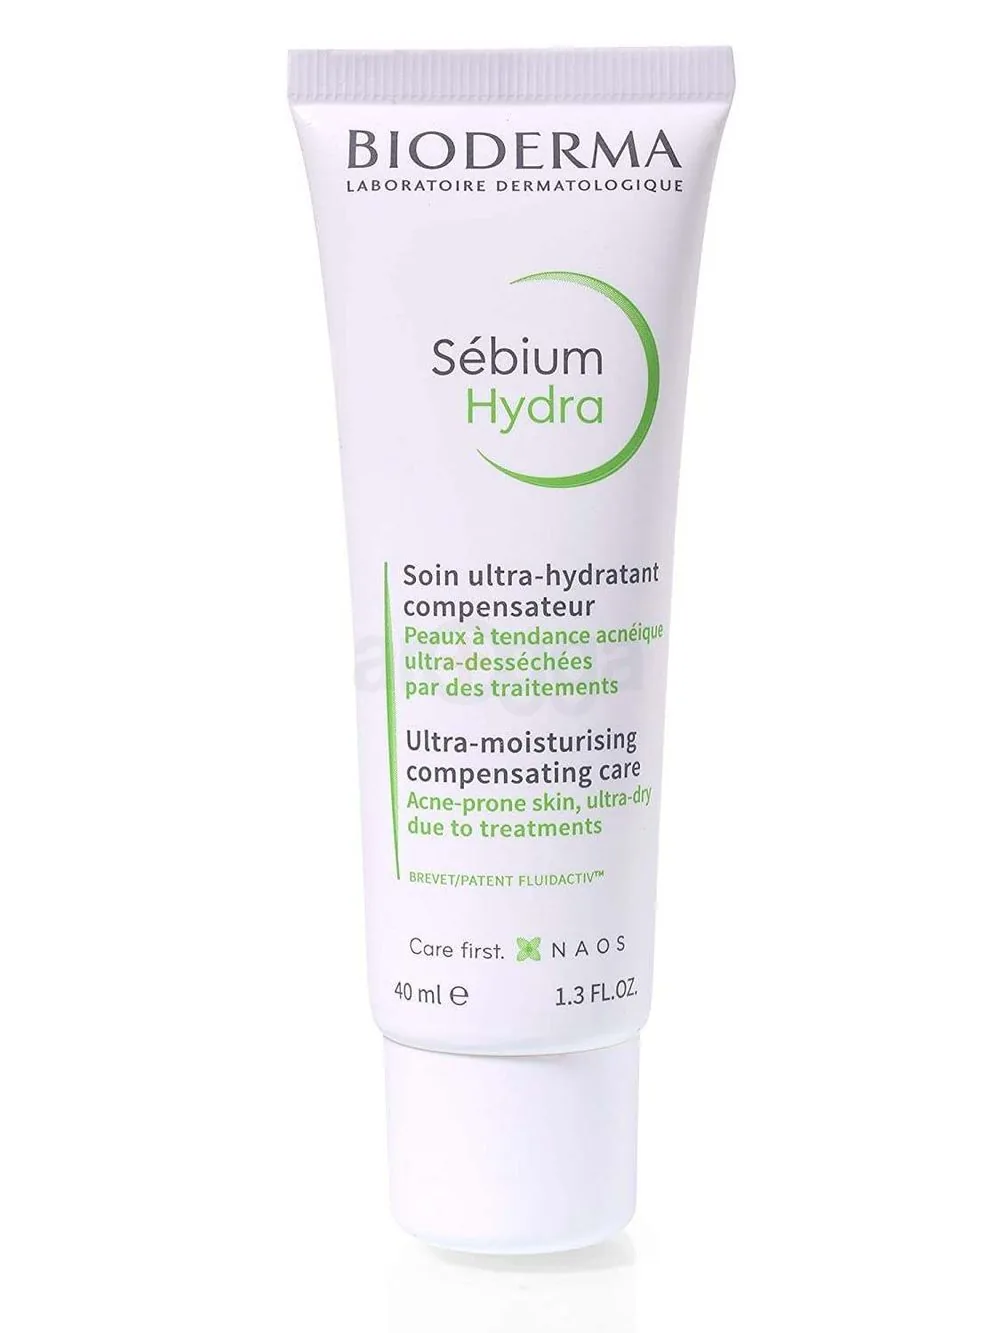 BIODERMA
LABORATOIRE DERMATOLOGIQUE
Sébium
Hydra
Soin ultra-hydratant
compensateur
Peaux à tendance acnéique
ultra-desséchées
par des traitements
Ultra-moisturising
compensating care
Acne-prone skin, ultra-dry
due to treatments
BREVET/PATENT FLUIDACTIV™
Care first. NAOS
40 ml ℮ 1.3 FL.OZ.